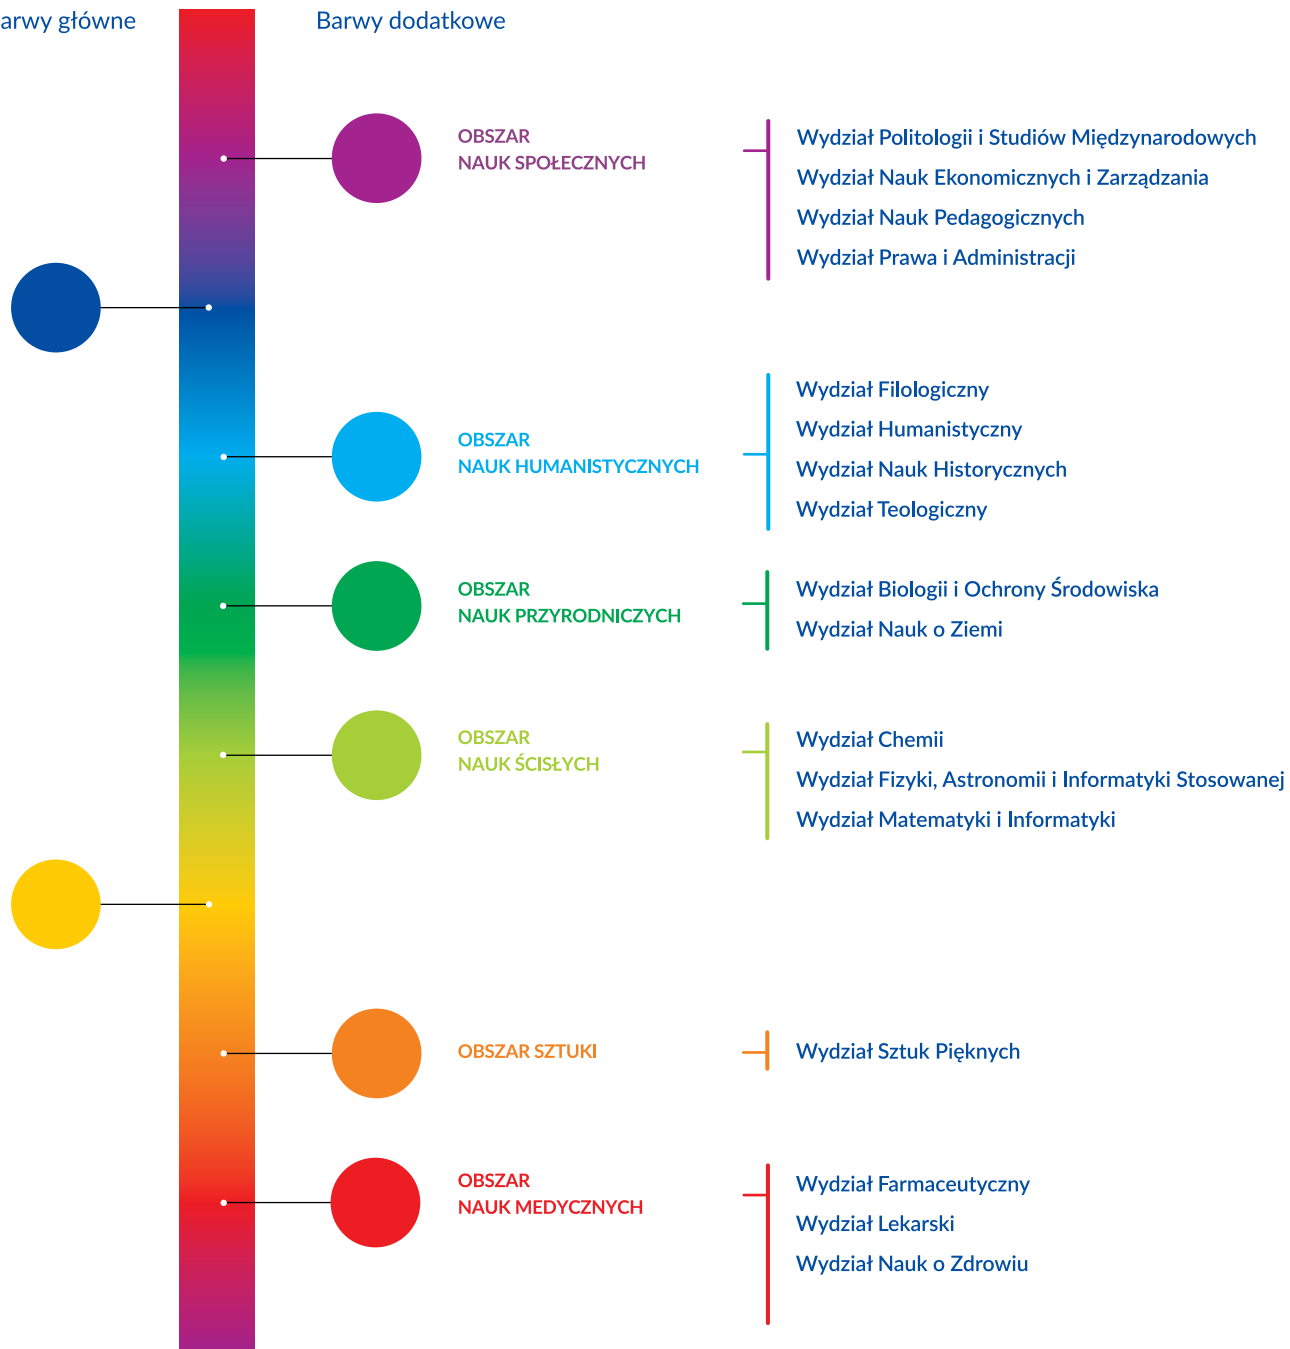 arwy główne
Barwy dodatkowe
OBSZAR
NAUK SPOŁECZNYCH
Wydział Politologii i Studiów Międzynarodowych
Wydział Nauk Ekonomicznych i Zarządzania
Wydział Nauk Pedagogicznych
Wydział Prawa i Administracji
OBSZAR
NAUK HUMANISTYCZNYCH
Wydział Filologiczny
Wydział Humanistyczny
Wydział Nauk Historycznych
Wydział Teologiczny
OBSZAR
NAUK PRZYRODNICZYCH
Wydział Biologii i Ochrony Środowiska
Wydział Nauk o Ziemi
OBSZAR
NAUK ŚCISŁYCH
Wydział Chemii
Wydział Fizyki, Astronomii i Informatyki Stosowanej
Wydział Matematyki i Informatyki
OBSZAR SZTUKI
Wydział Sztuk Pięknych
OBSZAR
NAUK MEDYCZNYCH
Wydział Farmaceutyczny
Wydział Lekarski
Wydział Nauk o Zdrowiu